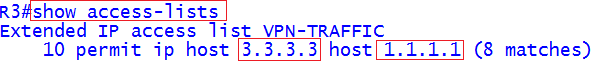 R3#show access-lists
Extended IP access list VPN-TRAFFIC
    10 permit ip host 3.3.3.3 host 1.1.1.1 (8 matches)